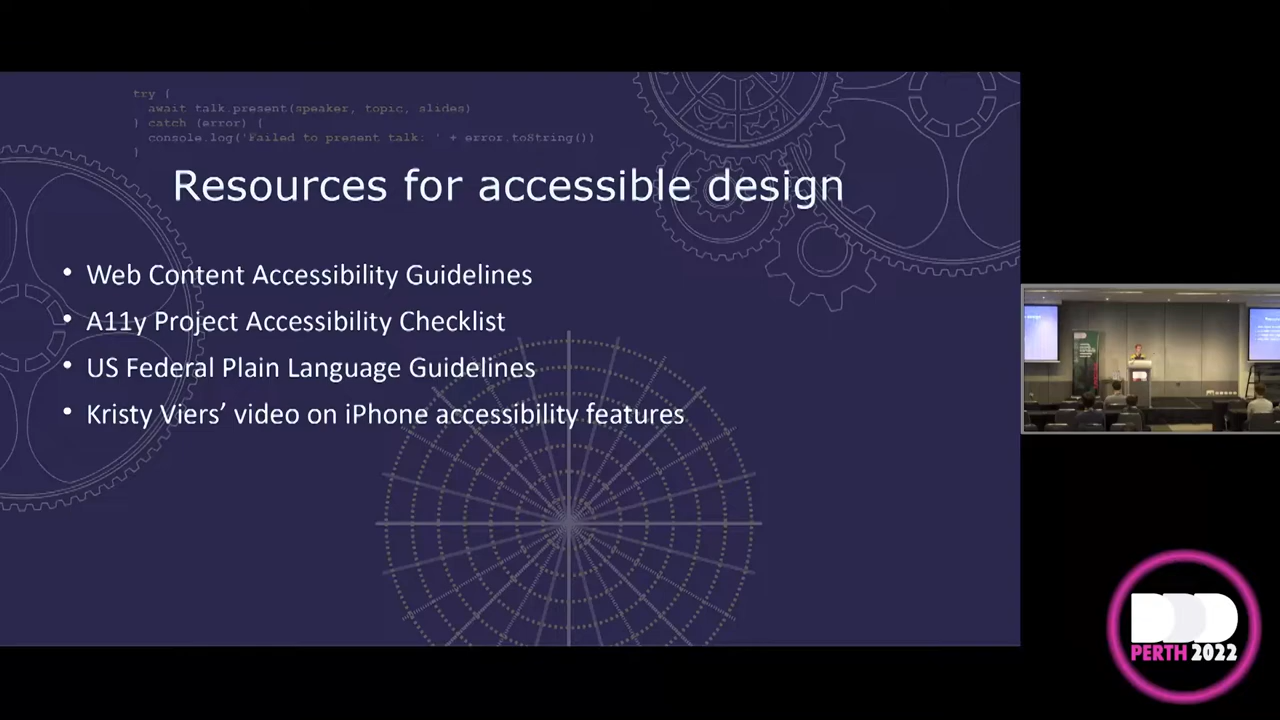 try {
await talk.present(speaker, topic, slides)
} catch (error) {
console.log('Failed to present talk: ' + error.toString())
}
Resources for accessible design
• Web Content Accessibility Guidelines
• A11y Project Accessibility Checklist
• US Federal Plain Language Guidelines
• Kristy Viers’ video on iPhone accessibility features
DDD
PERTH 2022